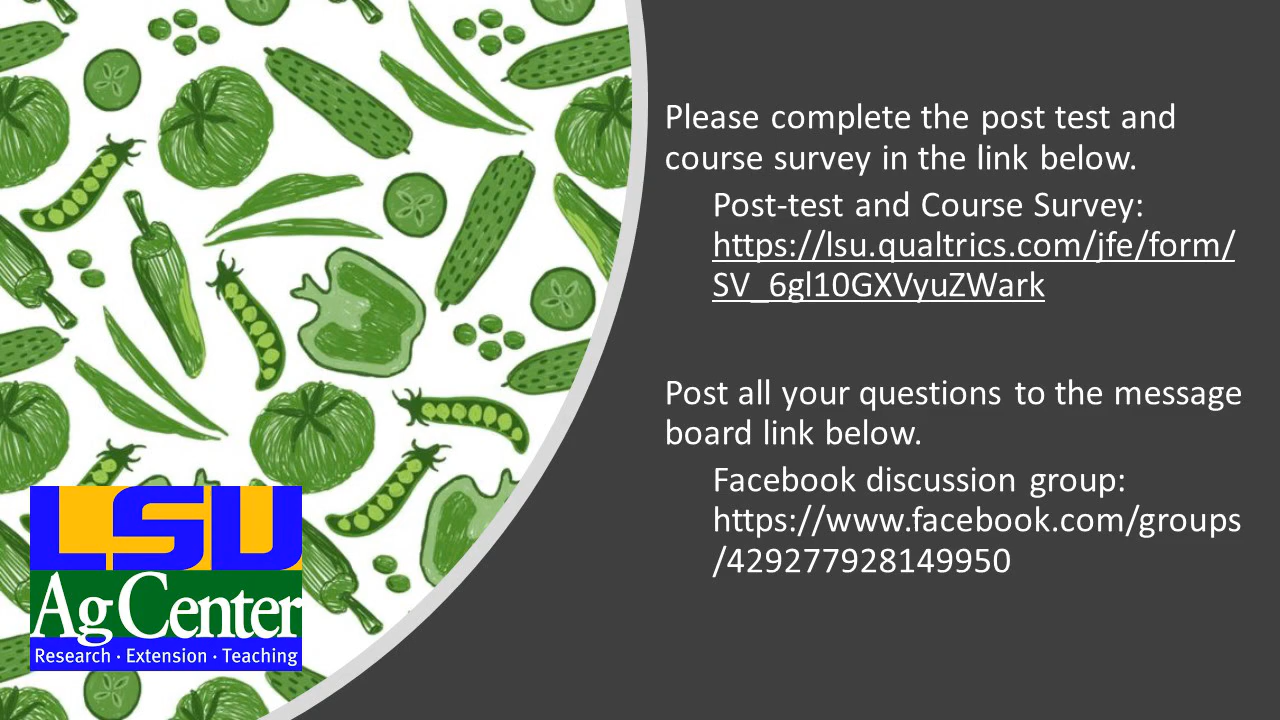 Please complete the post test and
course survey in the link below.
Post-test and Course Survey:
https://lsu.qualtrics.com/jfe/form/
SV_6gl10GXVyuZWark
Post all your questions to the message
board link below.
Facebook discussion group:
https://www.facebook.com/groups
/429277928149950
LSU
AgCenter
Research · Extension · Teaching